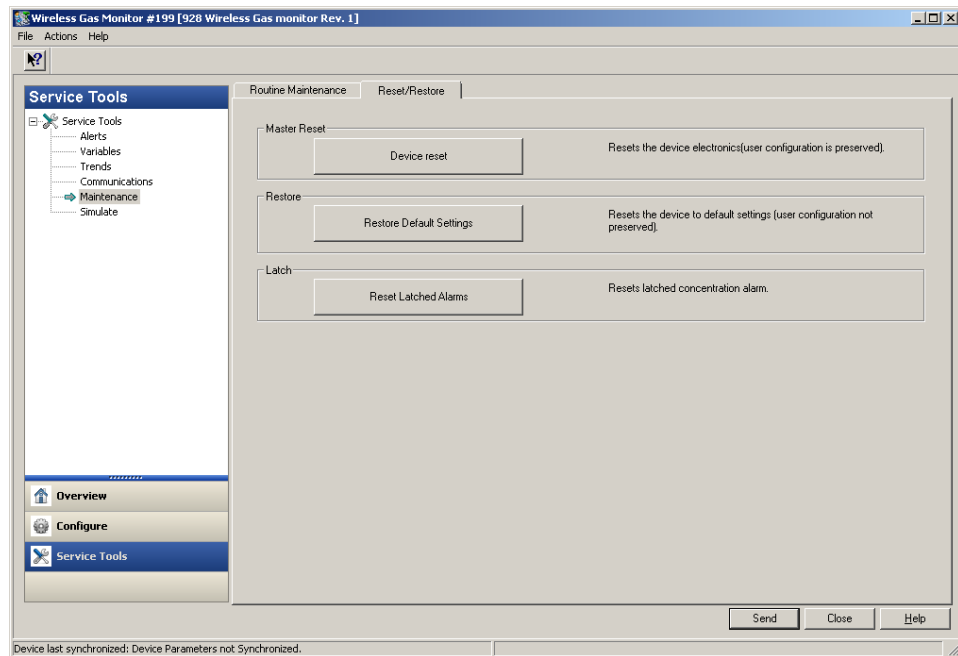 Wireless Gas Monitor #199 [928 Wireless Gas monitor Rev. 1]
File Actions Help
Service Tools
Service Tools
Alerts
Variables
Trends
Communications
Maintenance
Simulate
Overview
Configure
Service Tools
Routine Maintenance Reset/Restore
Master Reset
Device reset
Resets the device electronics(user configuration is preserved).
Restore
Restore Default Settings
Resets the device to default settings (user configuration not
preserved).
Latch
Reset Latched Alarms
Resets latched concentration alarm.
Send Close Help
Device last synchronized: Device Parameters not Synchronized.